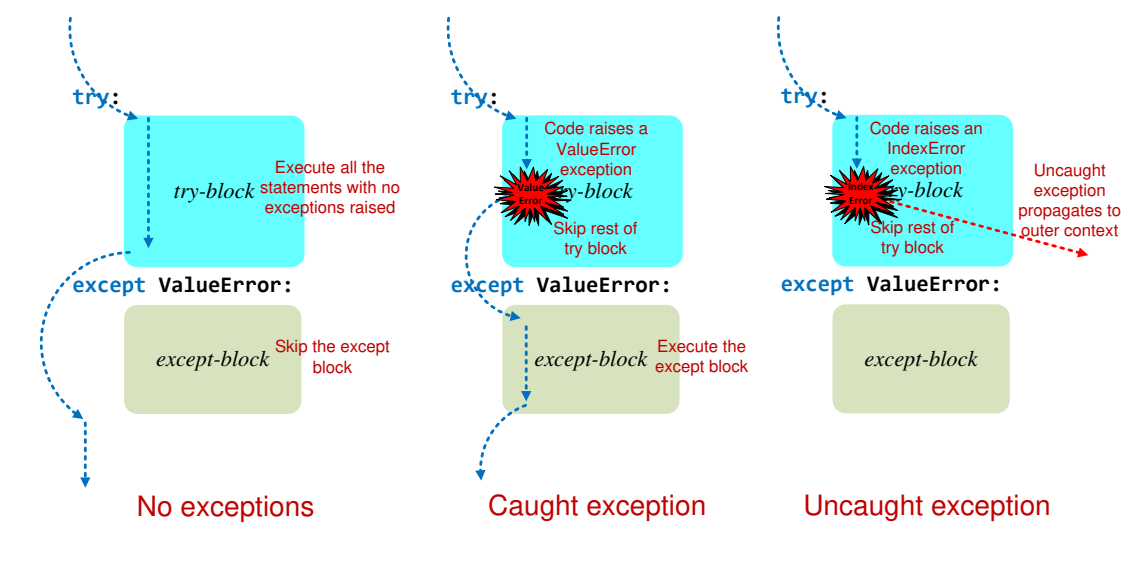 try:
Execute all the
statements with no
exceptions raised
try-block
except ValueError:
Skip the except
block
except-block
No exceptions
try:
Code raises a
ValueError
exception
Value
Error
y-block
Skip rest of
try block
except ValueError:
Execute the
except block
except-block
Caught exception
try:
Code raises an
IndexError
exception
Index
Error
y-block
Skip rest of
try block
Uncaught
exception
propagates to
outer context
except ValueError:
except-block
Uncaught exception